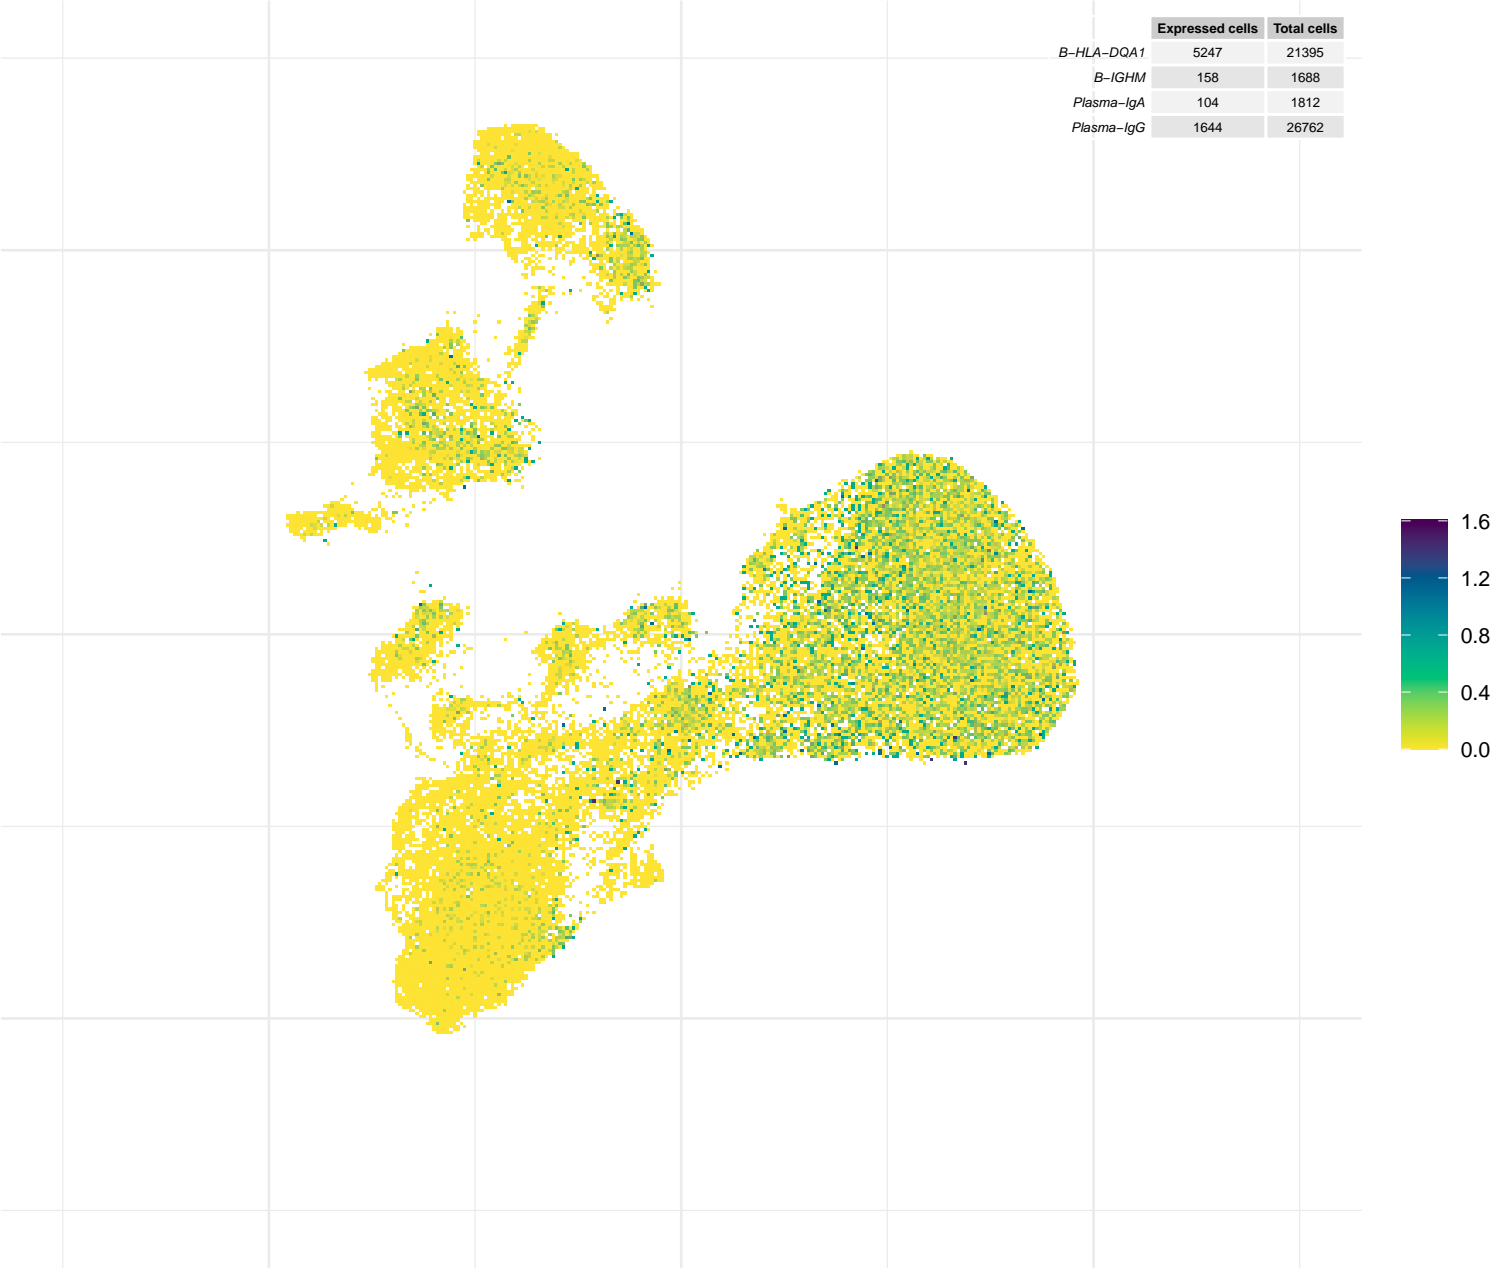 Expressed cells Total cells
B−HLA−DQA1 5247 21395
B−IGHM 158 1688
Plasma−IgA 104 1812
Plasma−IgG 1644 26762
1.6
1.2
0.8
0.4
0.0